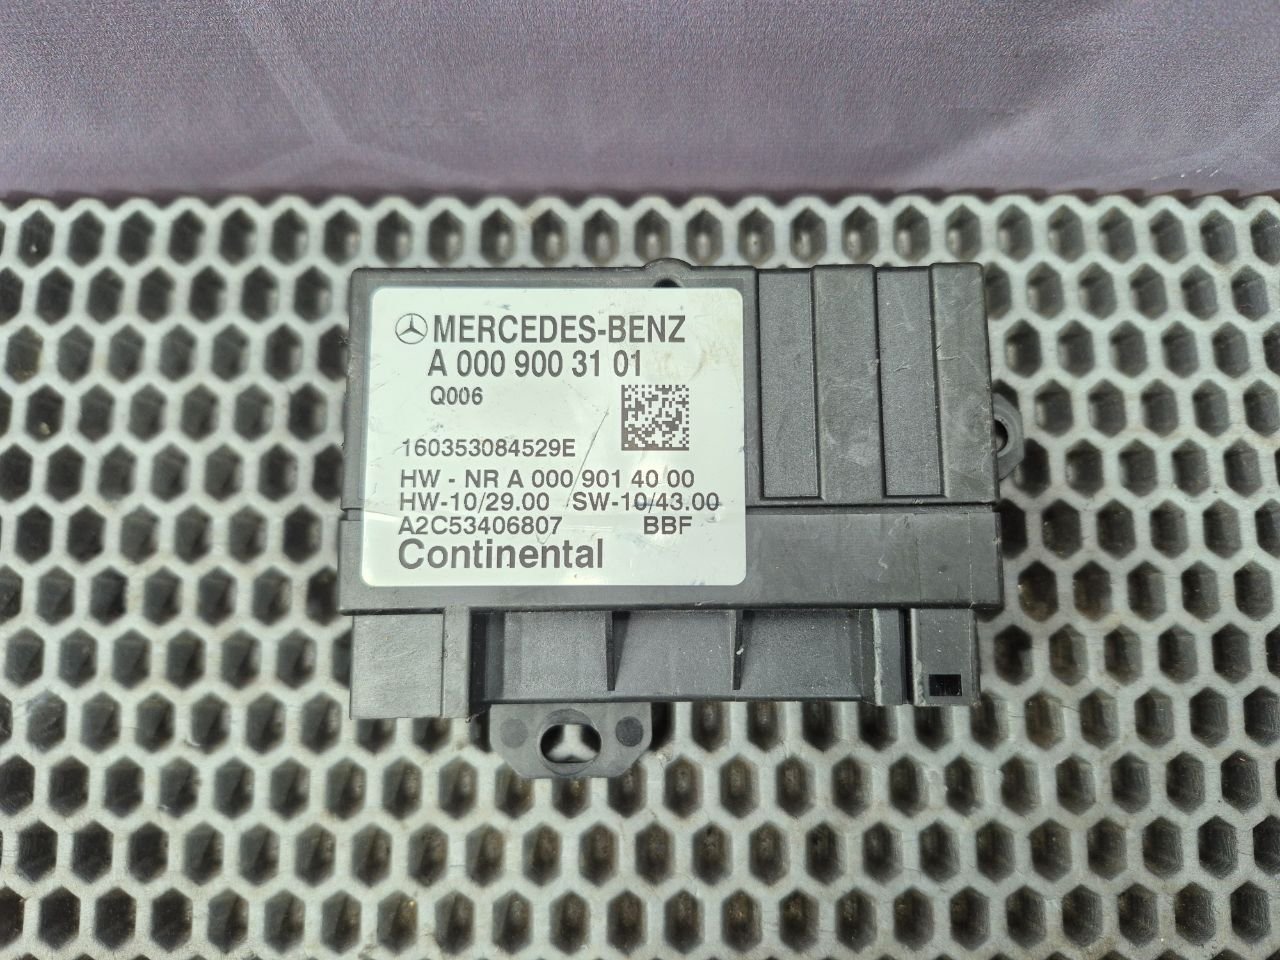 MERCEDES-BENZ
A 000 900 31 01
Q006
160353084529E
HW - NR A 000 901 40 00
HW-10/29.00 SW-10/43.00
A2C53406807 BBF
Continental